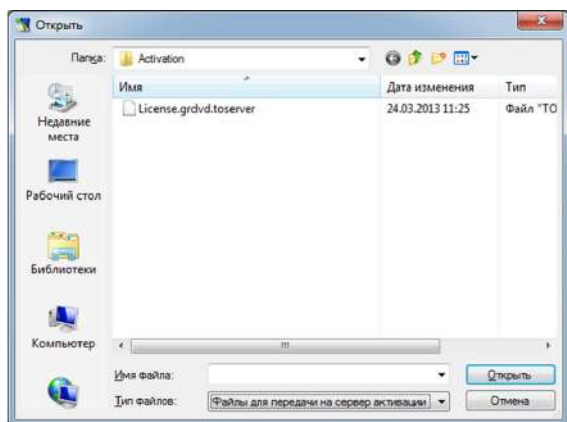 Открыть
Папка: Activation
Имя Дата изменения Тип
License.grdvd.toserver 24.03.2013 11:25 Файл "TO
Недавние
места
Рабочий стол
Библиотеки
Компьютер
Имя файла: Открыть
Тип файлов: Файлы для передачи на сервер активации Отмена